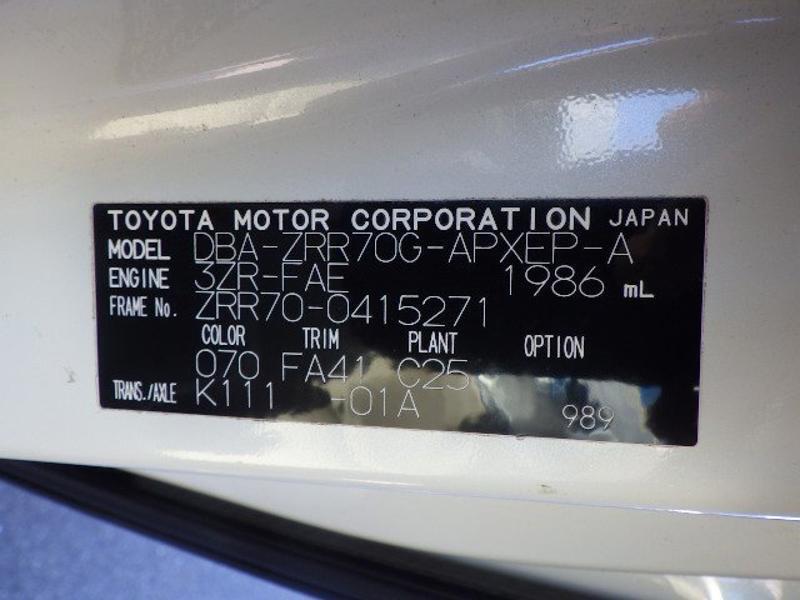 TOYOTA MOTOR CORPORATION JAPAN
MODEL DBA-ZRR70G-APXEP-A
ENGINE 3ZR-FAE 1986 mL
FRAME No. ZRR70-0415271
COLOR TRIM PLANT OPTION
070 FA41 C25
TRANS./AXLE K111 -01A 989